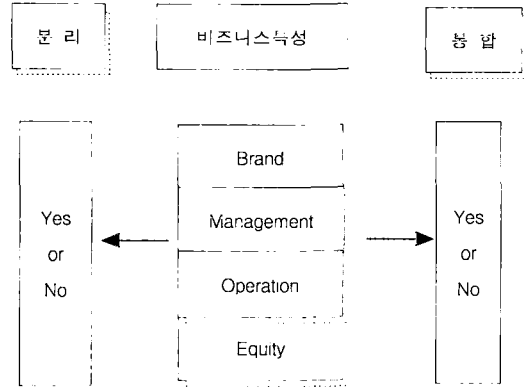 분 리
비즈니스특성
통 합
Brand
Yes
or
No
Management
Operation
Equity
Yes
or
No